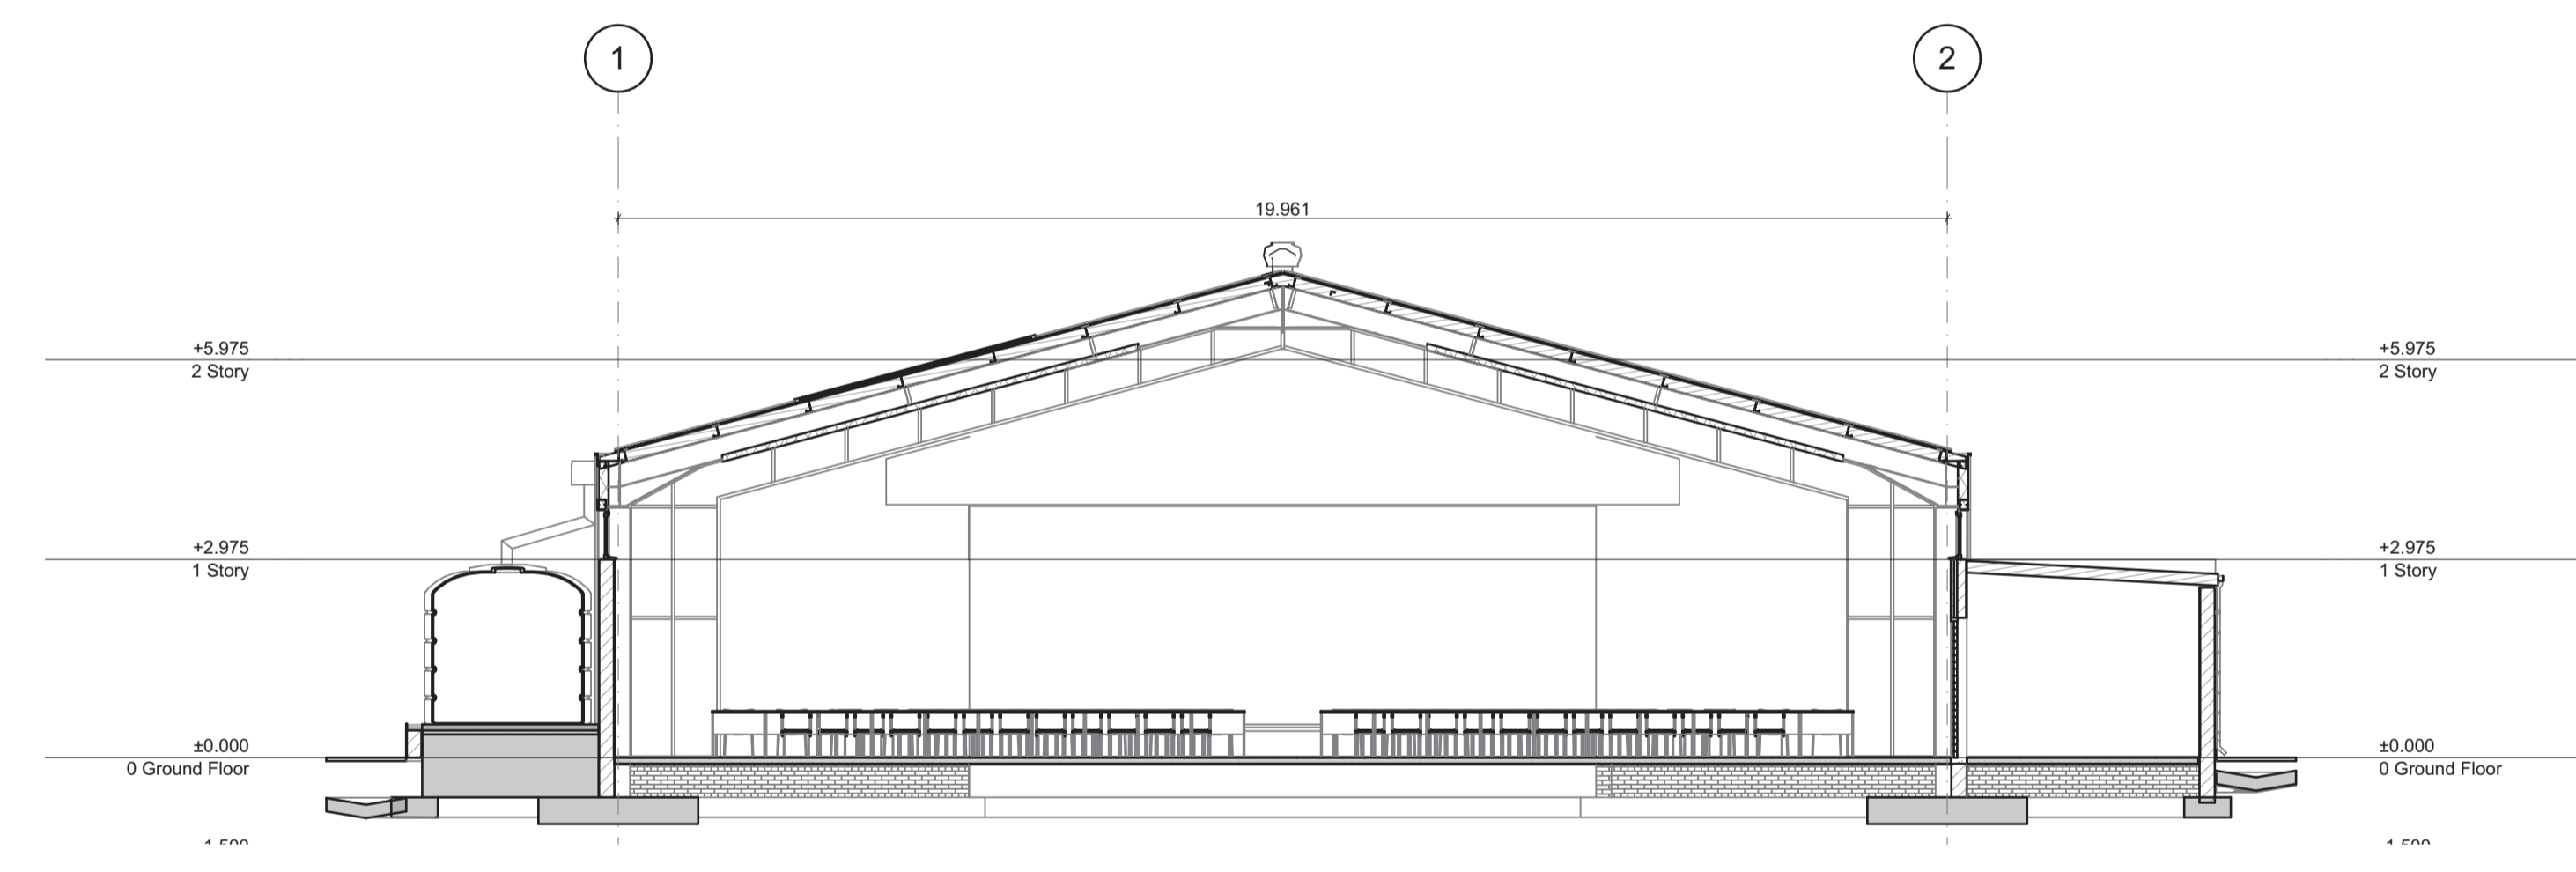 1
2
19.961
+5.975
2 Story
+5.975
2 Story
+2.975
1 Story
+2.975
1 Story
±0.000
0 Ground Floor
±0.000
0 Ground Floor